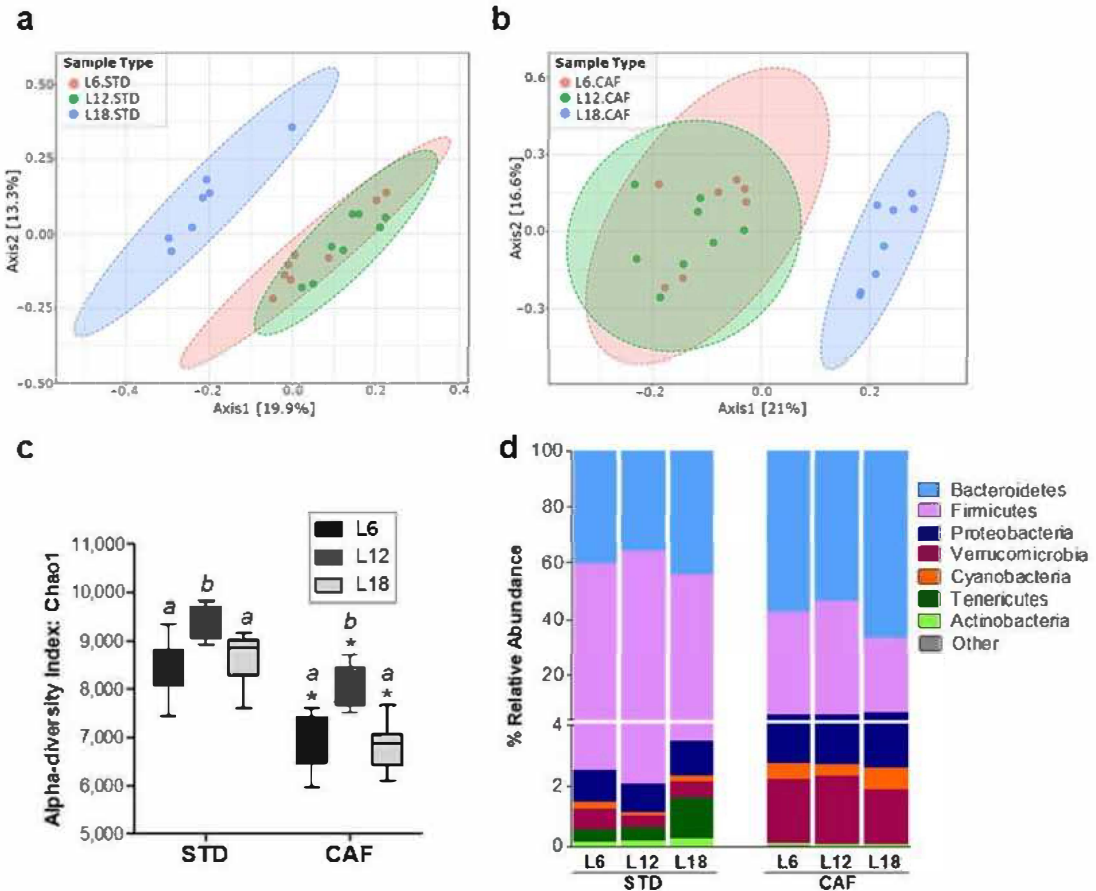 a
Sample Type
L6.STD
L12.STD
L18.STD
0.50
0.25
0.00
−0.25
−0.50
Axis2 [13.3%]
−0.4
−0.2
0.0
0.2
0.4
Axis1 [19.9%]
b
Sample Type
L6.CAF
L12.CAF
L18.CAF
0.6
0.3
0.0
−0.3
Axis2 [16.6%]
−0.2
0.0
0.2
Axis1 [21%]
c
L6
L12
L18
Alpha-diversity Index: Chao1
11,000
10,000
9,000
8,000
7,000
6,000
5,000
a
b
a
a
*
b
*
a
*
STD
CAF
d
% Relative Abundance
100
80
60
40
20
4
2
0
L6 L12 L18
STD
L6 L12 L18
CAF
Bacteroidetes
Firmicutes
Proteobacteria
Verrucomicrobia
Cyanobacteria
Tenericutes
Actinobacteria
Other